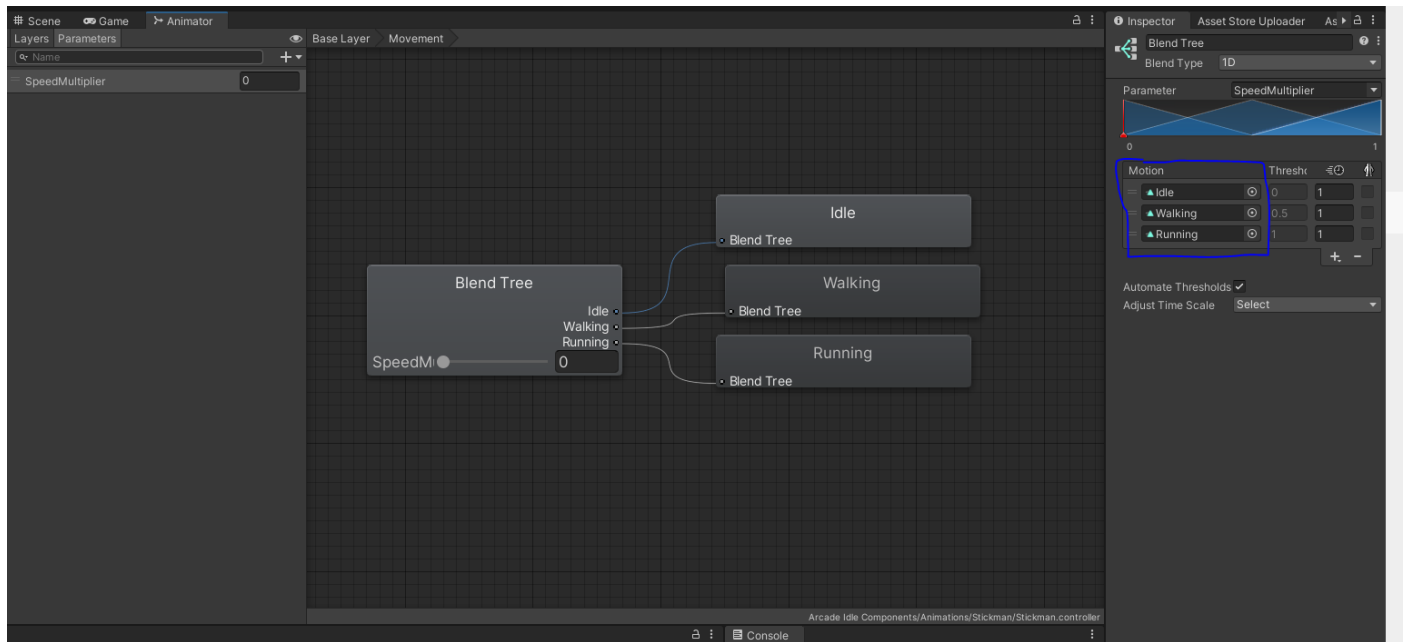 Scene Game Animator
Layers Parameters
Name
SpeedMultiplier 0
Base Layer Movement
Blend Tree
Idle
Walking
Running
SpeedM 0
Idle
Blend Tree
Walking
Blend Tree
Running
Blend Tree
Arcade Idle Components/Animations/Stickman/Stickman.controller
Console
Inspector Asset Store Uploader As
Blend Tree
Blend Type 1D
Parameter SpeedMultiplier
0 1
Motion Thresh
Idle 0 1
Walking 0.5 1
Running 1 1
Automate Thresholds
Adjust Time Scale Select